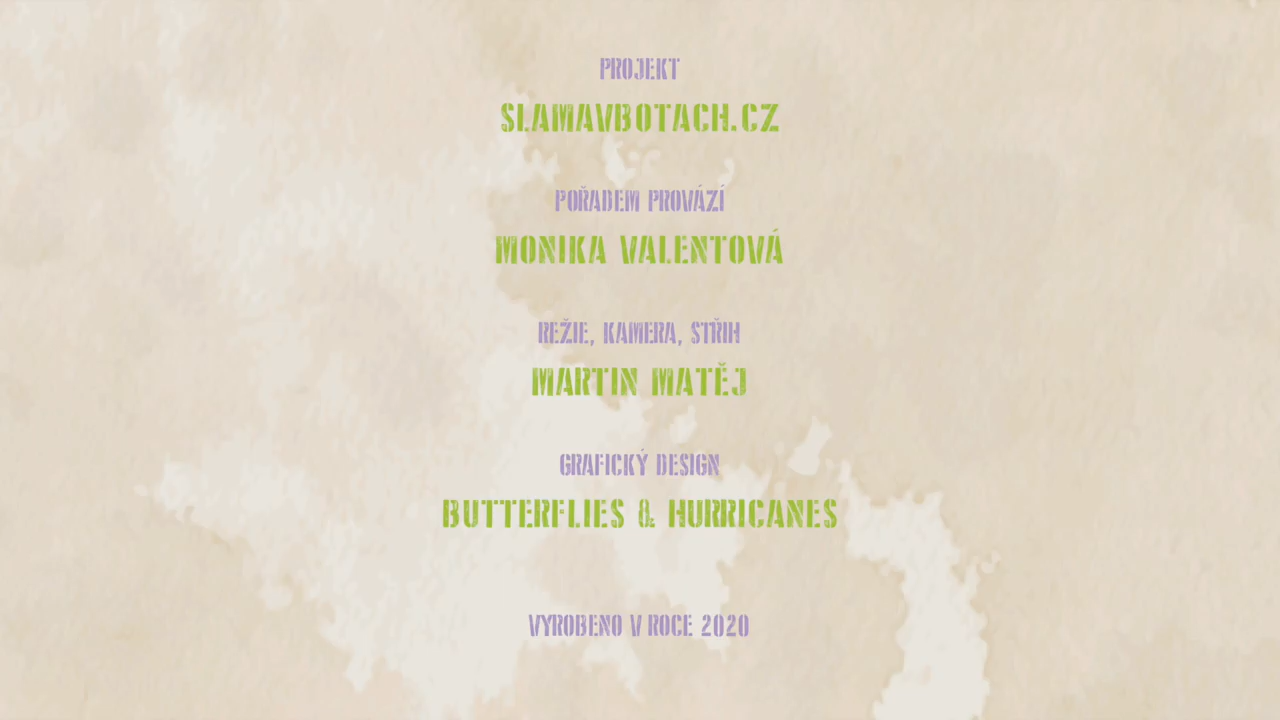 PROJEKT
SLAMAVBOTACH.CZ
POŘADEM PROVÁZÍ
MONIKA VALENTOVÁ
REŽIE, KAMERA, STŘIH
MARTIN MATĚJ
GRAFICKÝ DESIGN
BUTTERFLIES & HURRICANES
VYROBENO V ROCE 2020